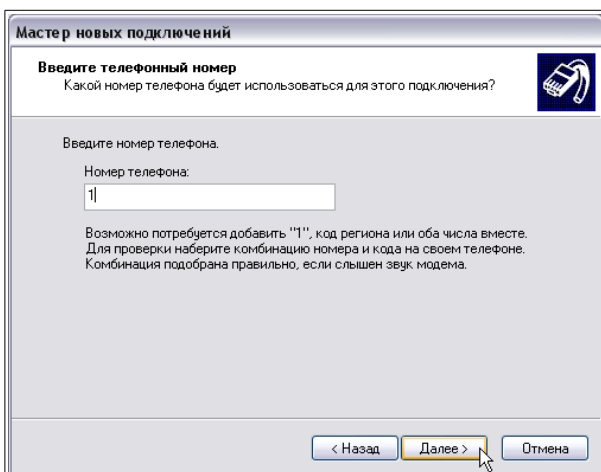 Мастер новых подключений
Введите телефонный номер
Какой номер телефона будет использоваться для этого подключения?
Введите номер телефона.
Номер телефона:
1
Возможно потребуется добавить "1", код региона или оба числа вместе.
Для проверки наберите комбинацию номера и кода на своем телефоне.
Комбинация подобрана правильно, если слышен звук модема.
< Назад Далее > Отмена